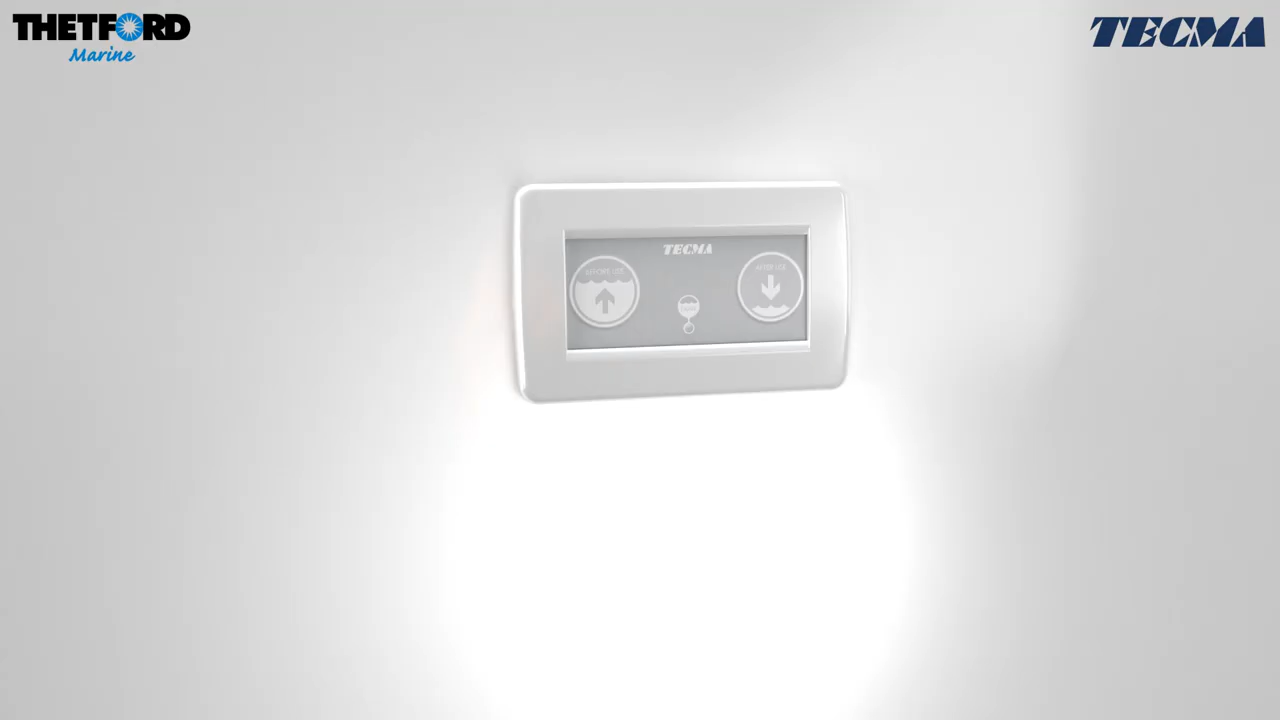 THETFORD
Marine
TECMA
TECMA
BEFORE USE
AFTER USE